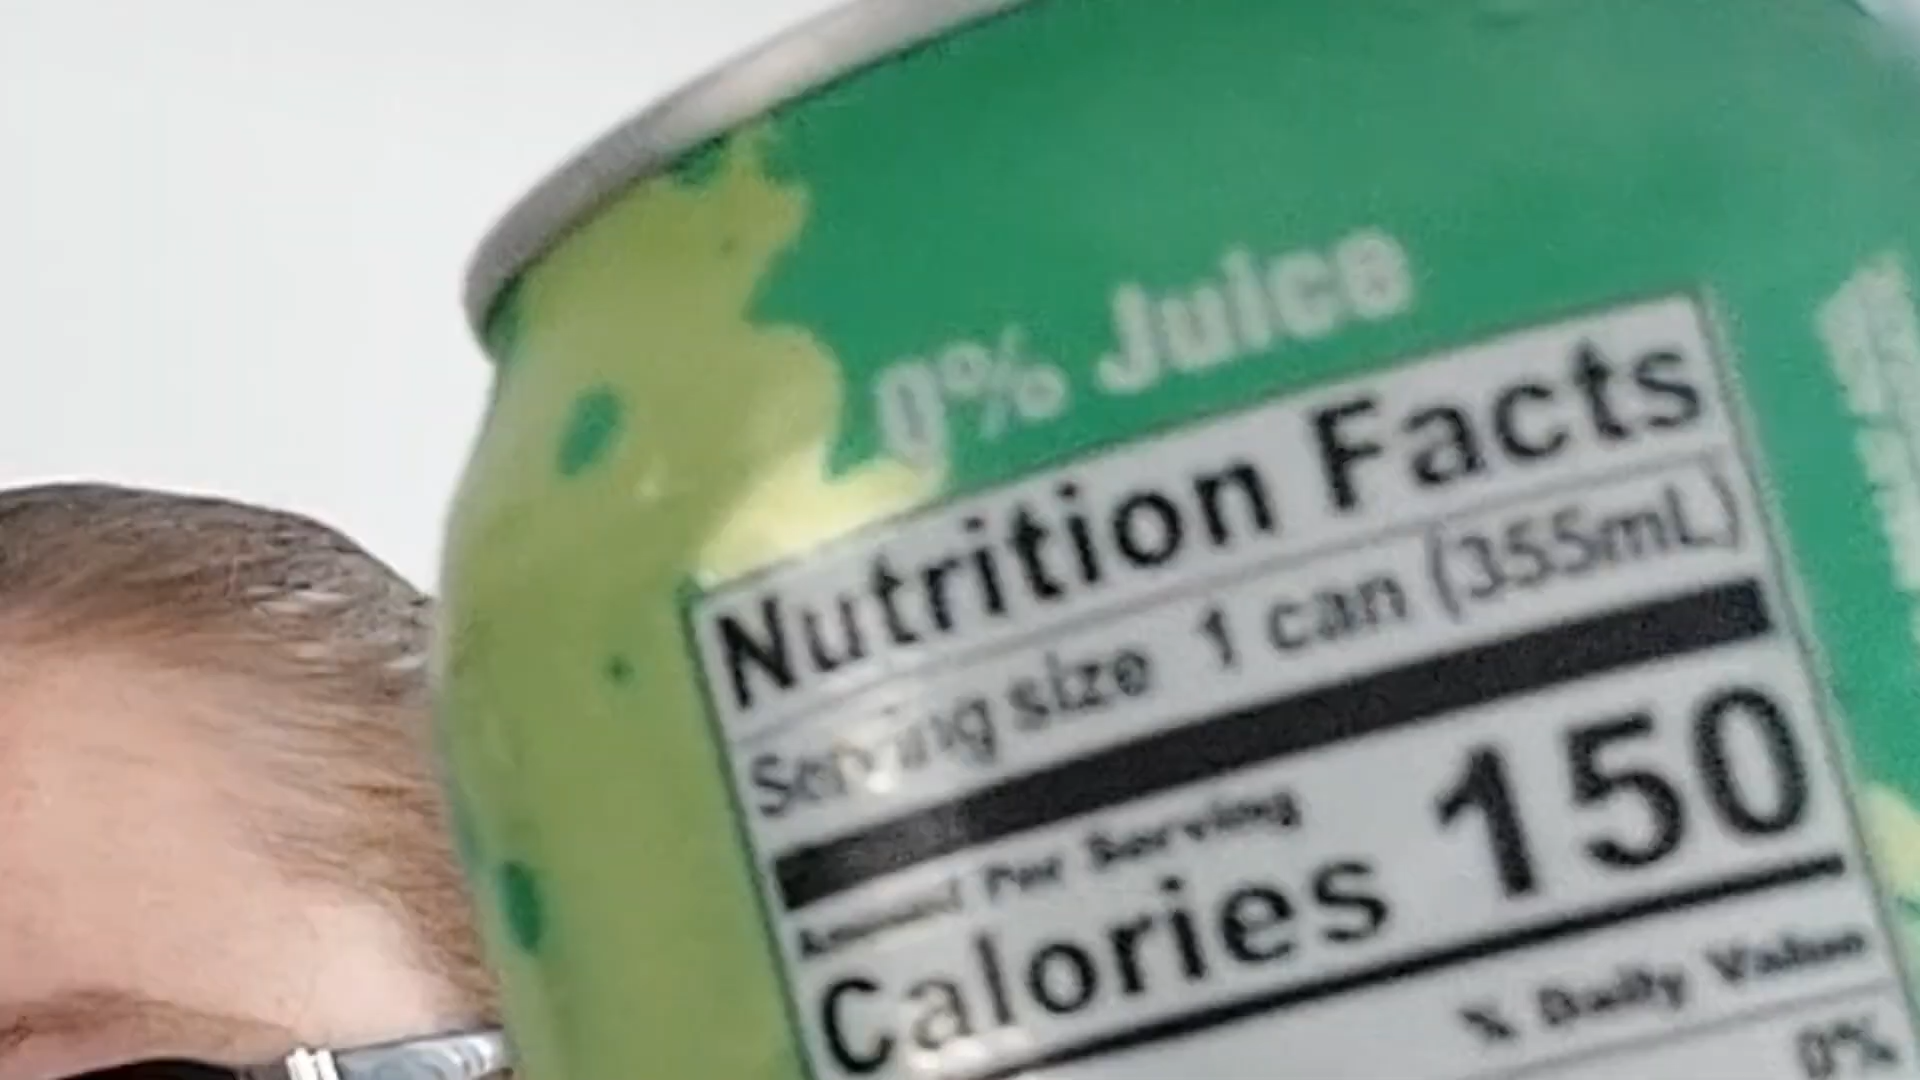 0% Juice
Nutrition Facts
Serving size 1 can (355mL)
Amount Per Serving
Calories 150
% Daily Value
0%